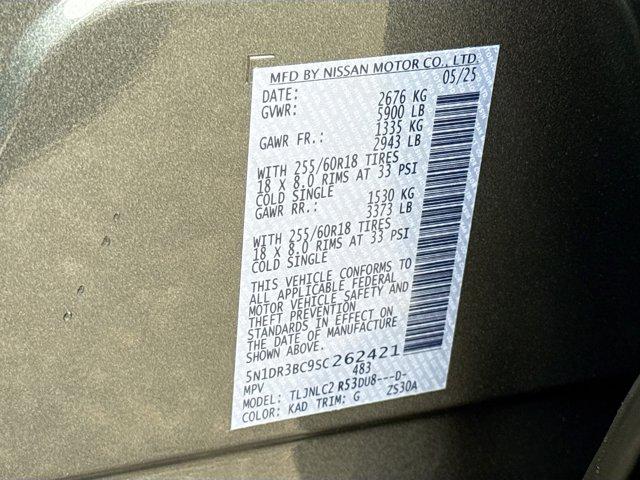 MFD BY NISSAN MOTOR CO., LTD.
DATE: 05/25
GVWR: 2676 KG
5900 LB
GAWR FR.: 1335 KG
2943 LB
WITH 255/60R18 TIRES
18 X 8.0 RIMS AT 33 PSI
COLD SINGLE
GAWR RR.: 1530 KG
3373 LB
WITH 255/60R18 TIRES
18 X 8.0 RIMS AT 33 PSI
COLD SINGLE
THIS VEHICLE CONFORMS TO
ALL APPLICABLE FEDERAL
MOTOR VEHICLE SAFETY AND
THEFT PREVENTION
STANDARDS IN EFFECT ON
THE DATE OF MANUFACTURE
SHOWN ABOVE.
5N1DR3BC9SC262421
MPV 483
MODEL: TLJNLC2 R53DU8---D-
COLOR: KAD TRIM: G ZS30A